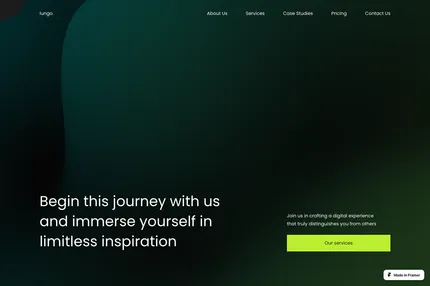 lungo.
About Us
Services
Case Studies
Pricing
Contact Us
Begin this journey with us
and immerse yourself in
limitless inspiration
Join us in crafting a digital experience
that truly distinguishes you from others
Our services
Made in Framer